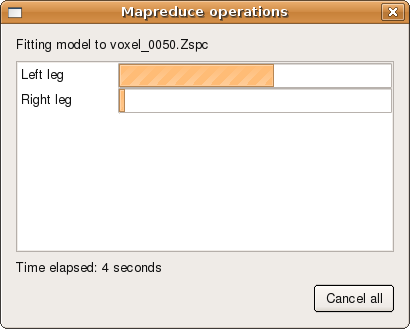 Mapreduce operations
Fitting model to voxel_0050.Zspc
Left leg
Right leg
Time elapsed: 4 seconds
Cancel all